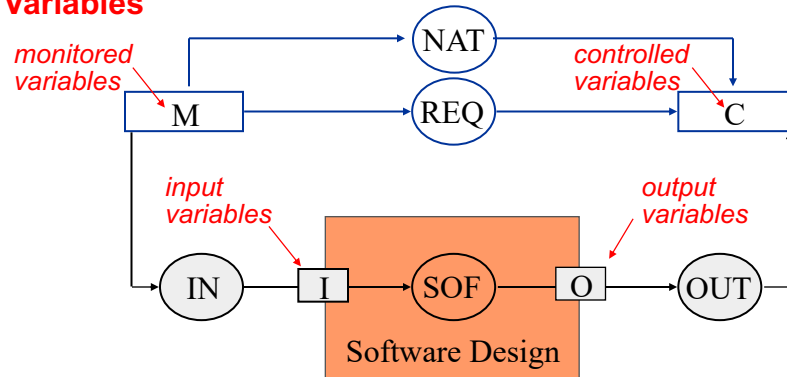 Variables
NAT
monitored
variables
controlled
variables
M
REQ
C
input
variables
output
variables
IN
I
SOF
O
OUT
Software Design